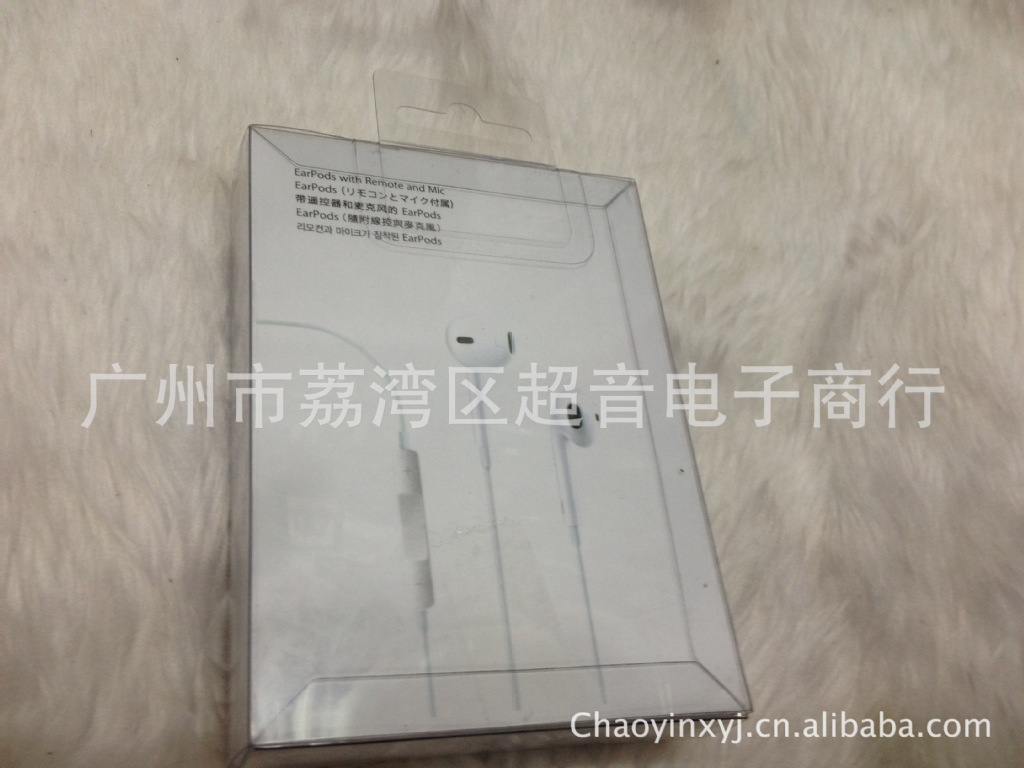 EarPods with Remote and Mic
EarPods (リモコンとマイク付属)
带遥控器和麦克风的 EarPods
EarPods (隨附線控與麥克風)
리모컨과 마이크가 장착된 EarPods
广州市荔湾区超音电子商行
Chaoyinxyj.cn.alibaba.com